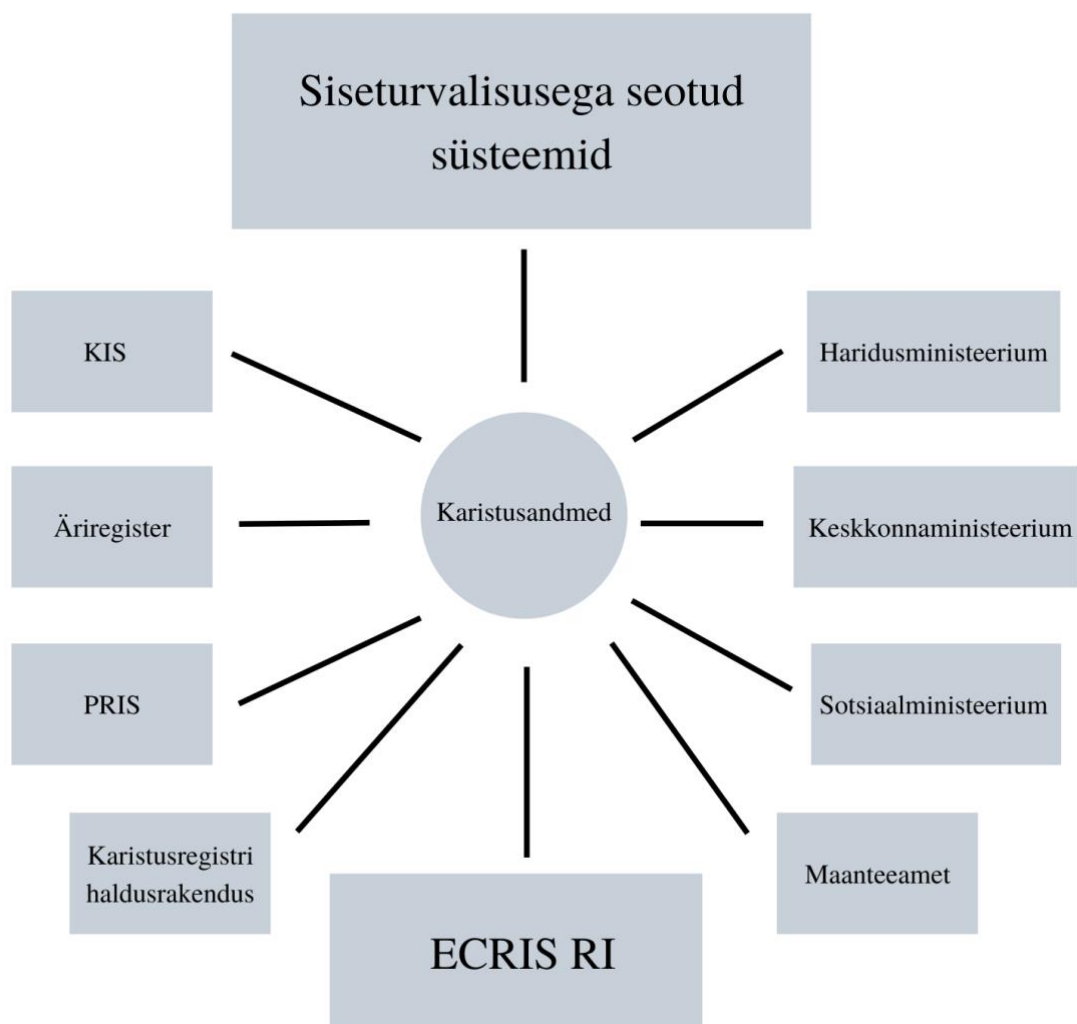 Siseturvalisusega seotud
süsteemid
KIS
Haridusministeerium
Karistusandmed
Äriregister
Keskkonnaministeerium
PRIS
Sotsiaalministeerium
Karistusregistri
haldusrakendus
Maanteeamet
ECRIS RI